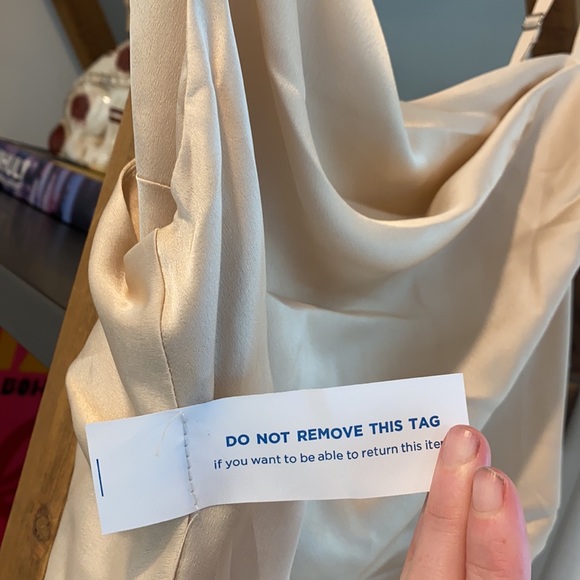 DO NOT REMOVE THIS TAG
if you want to be able to return this